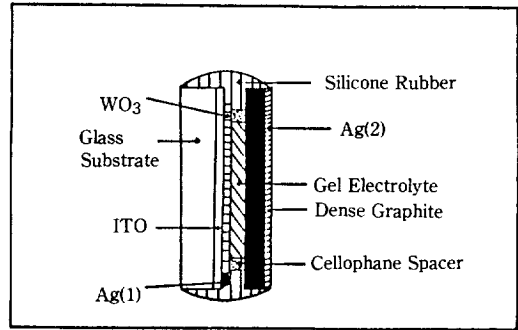 Silicone Rubber
WO3
Ag(2)
Glass
Substrate
Gel Electrolyte
Dense Graphite
ITO
Cellophane Spacer
Ag(1)